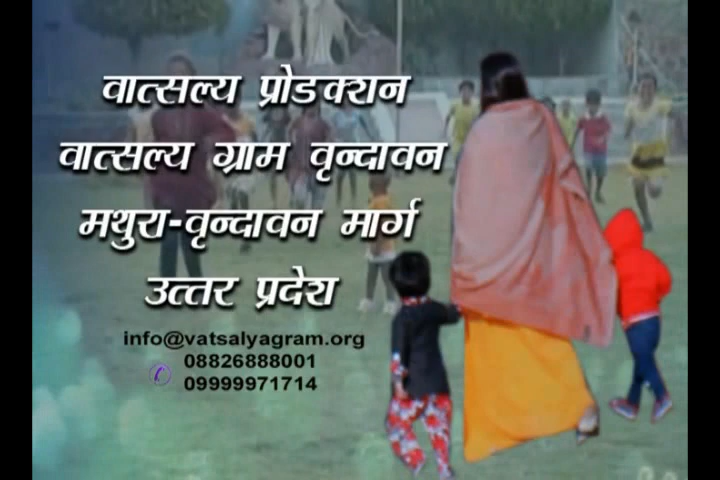 वात्सल्य प्रोडक्शन
वात्सल्य ग्राम वृन्दावन
मथुरा-वृन्दावन मार्ग
उत्तर प्रदेश
info@vatsalyagram.org
08826888001
09999971714